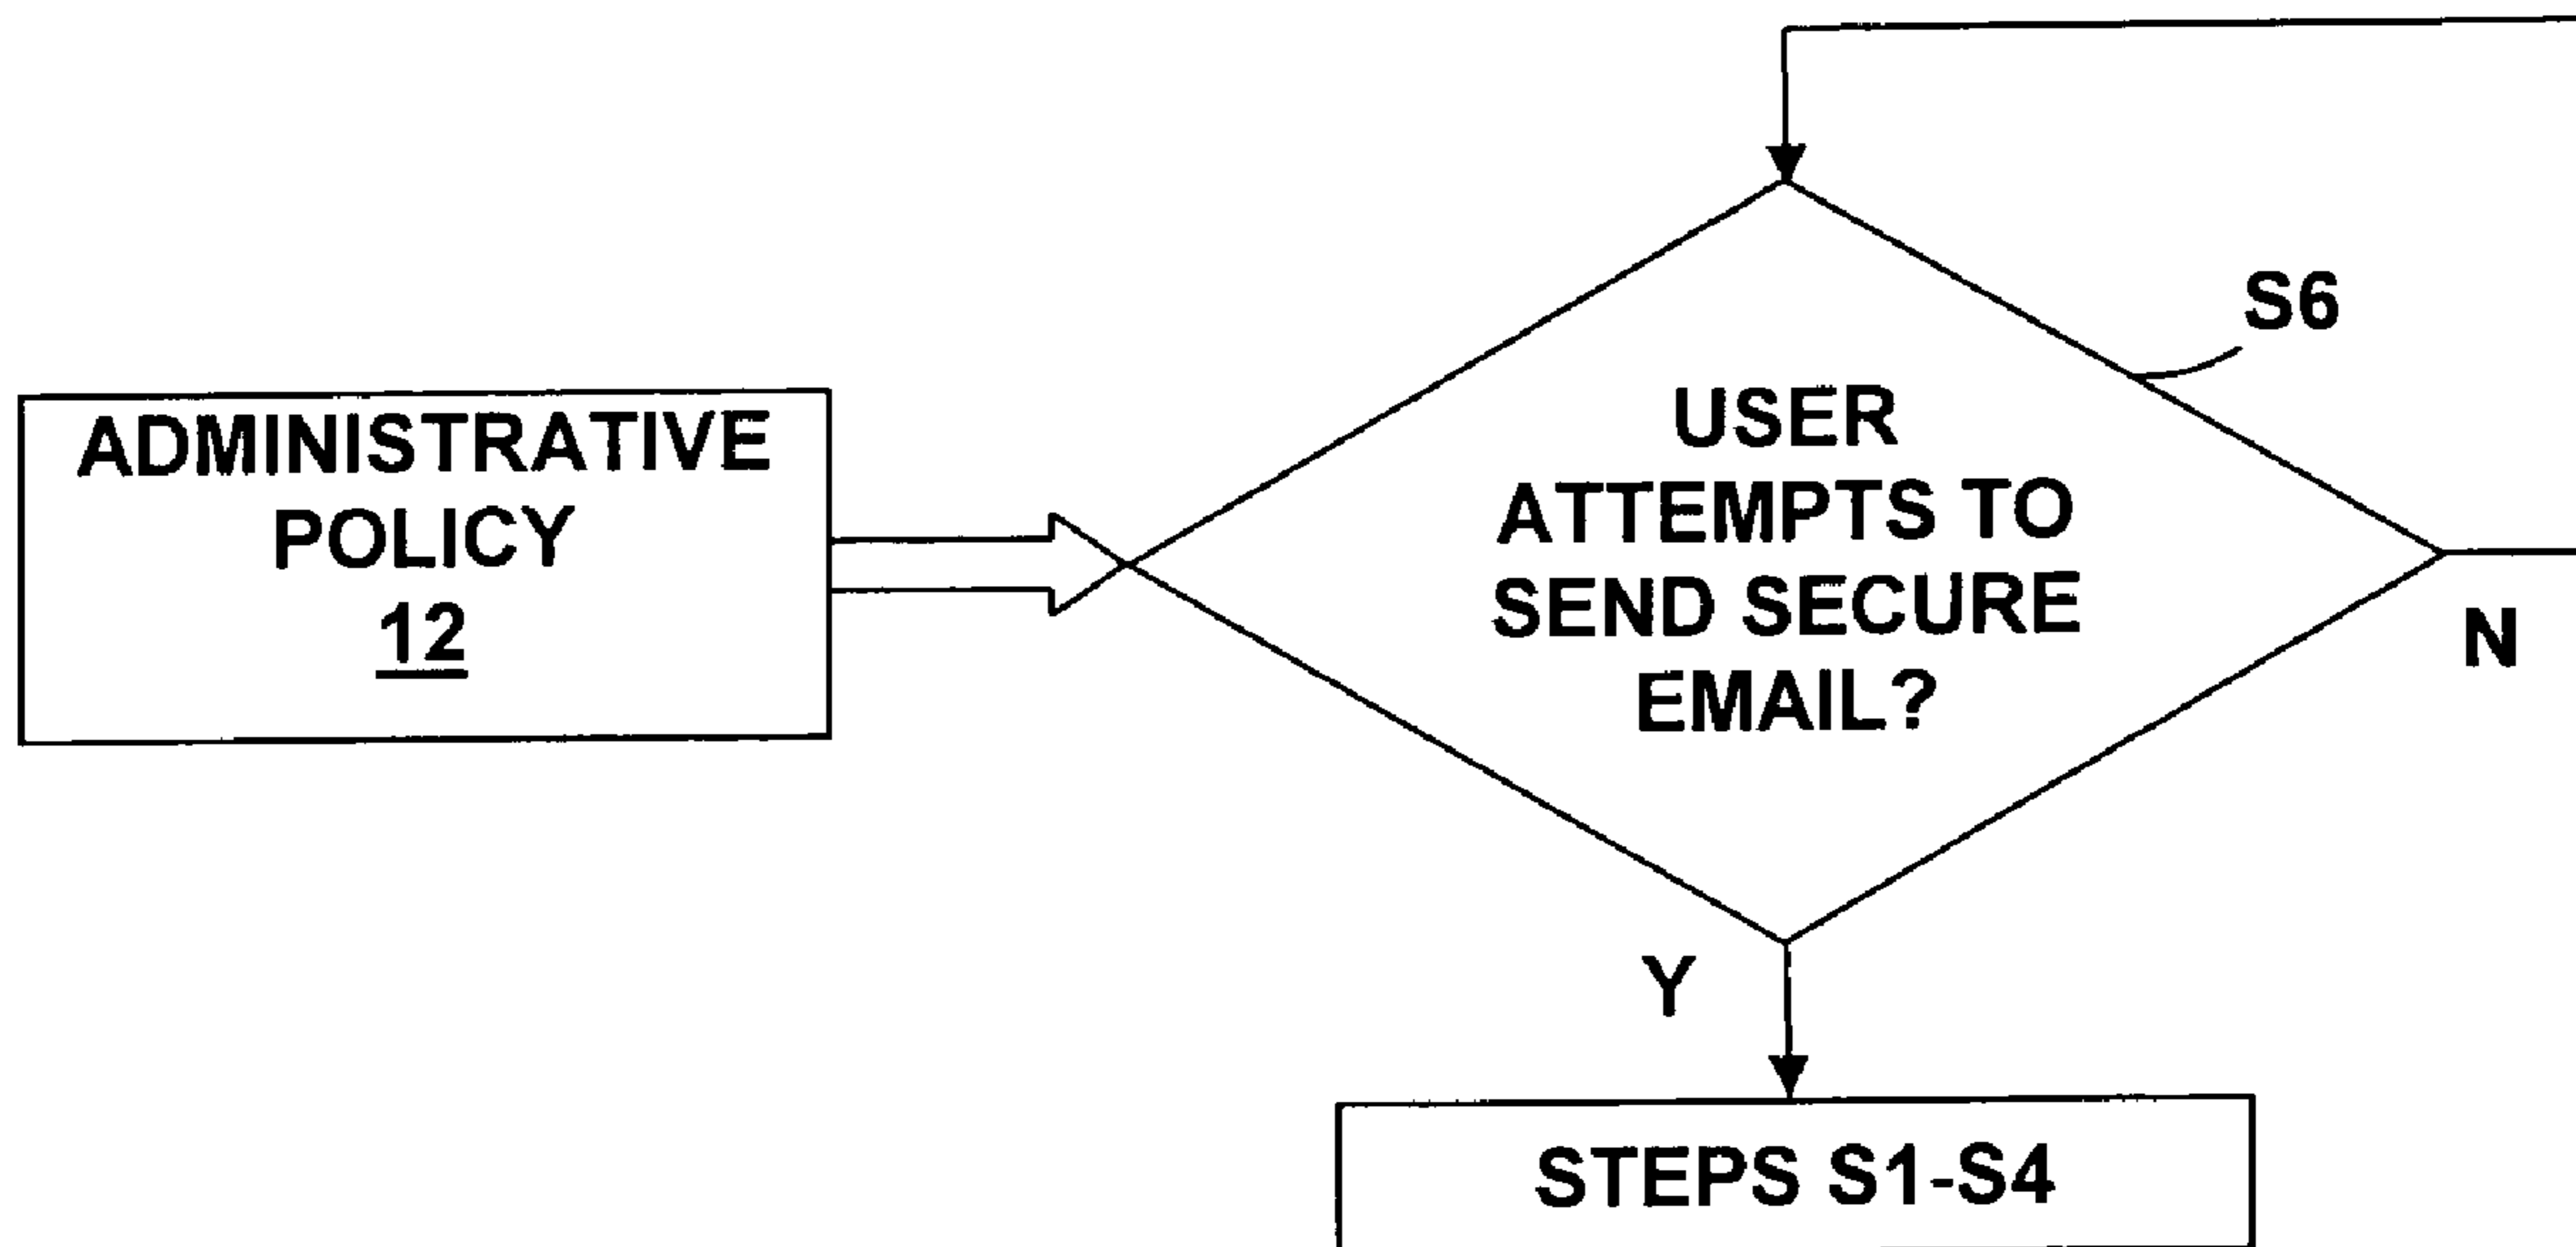 ADMINISTRATIVE
POLICY
12
S6
USER
ATTEMPTS TO
SEND SECURE
EMAIL?
N
Y
STEPS S1-S4